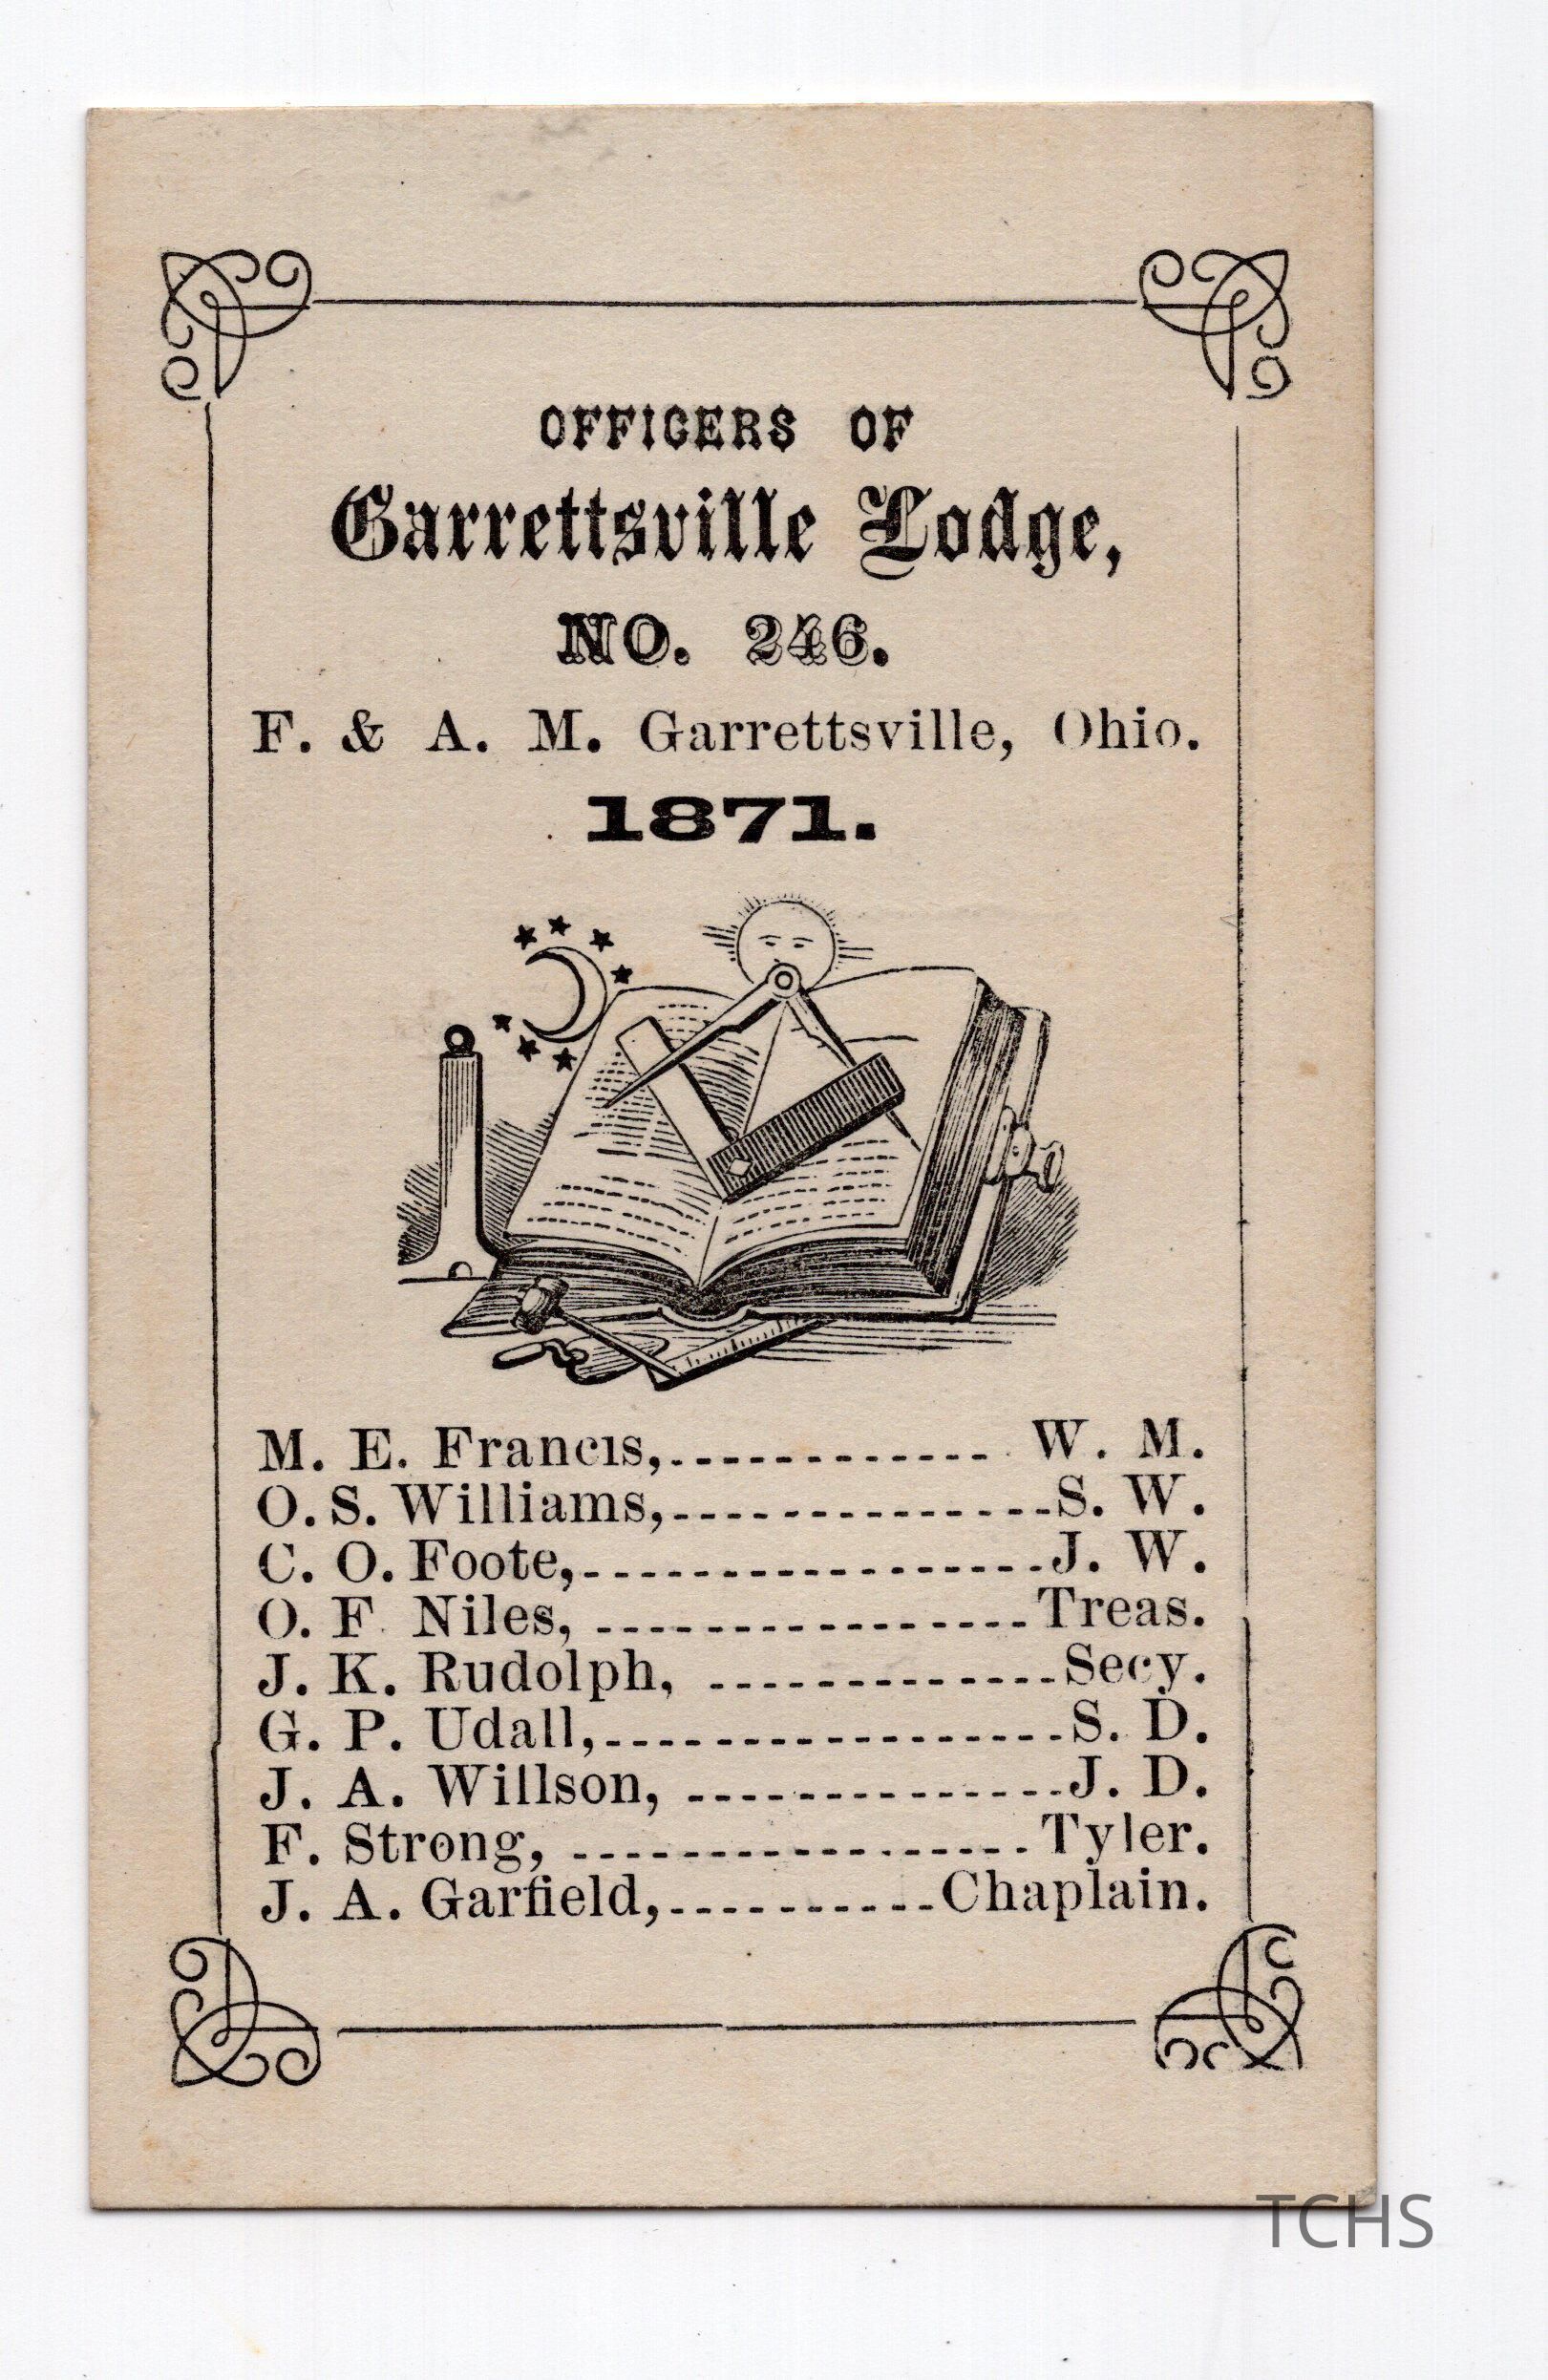 OFFICERS OF
Garrettsville Lodge,
NO. 246.
F. & A. M. Garrettsville, Ohio.
1871.
M. E. Francis,............. W. M.
O. S. Williams,..............S. W.
C. O. Foote,.................J. W.
O. F. Niles, ................Treas.
J. K. Rudolph, .............Secy.
G. P. Udall,.................S. D.
J. A. Willson, ..............J. D.
F. Strong, .................Tyler.
J. A. Garfield,..........Chaplain.
TCHS